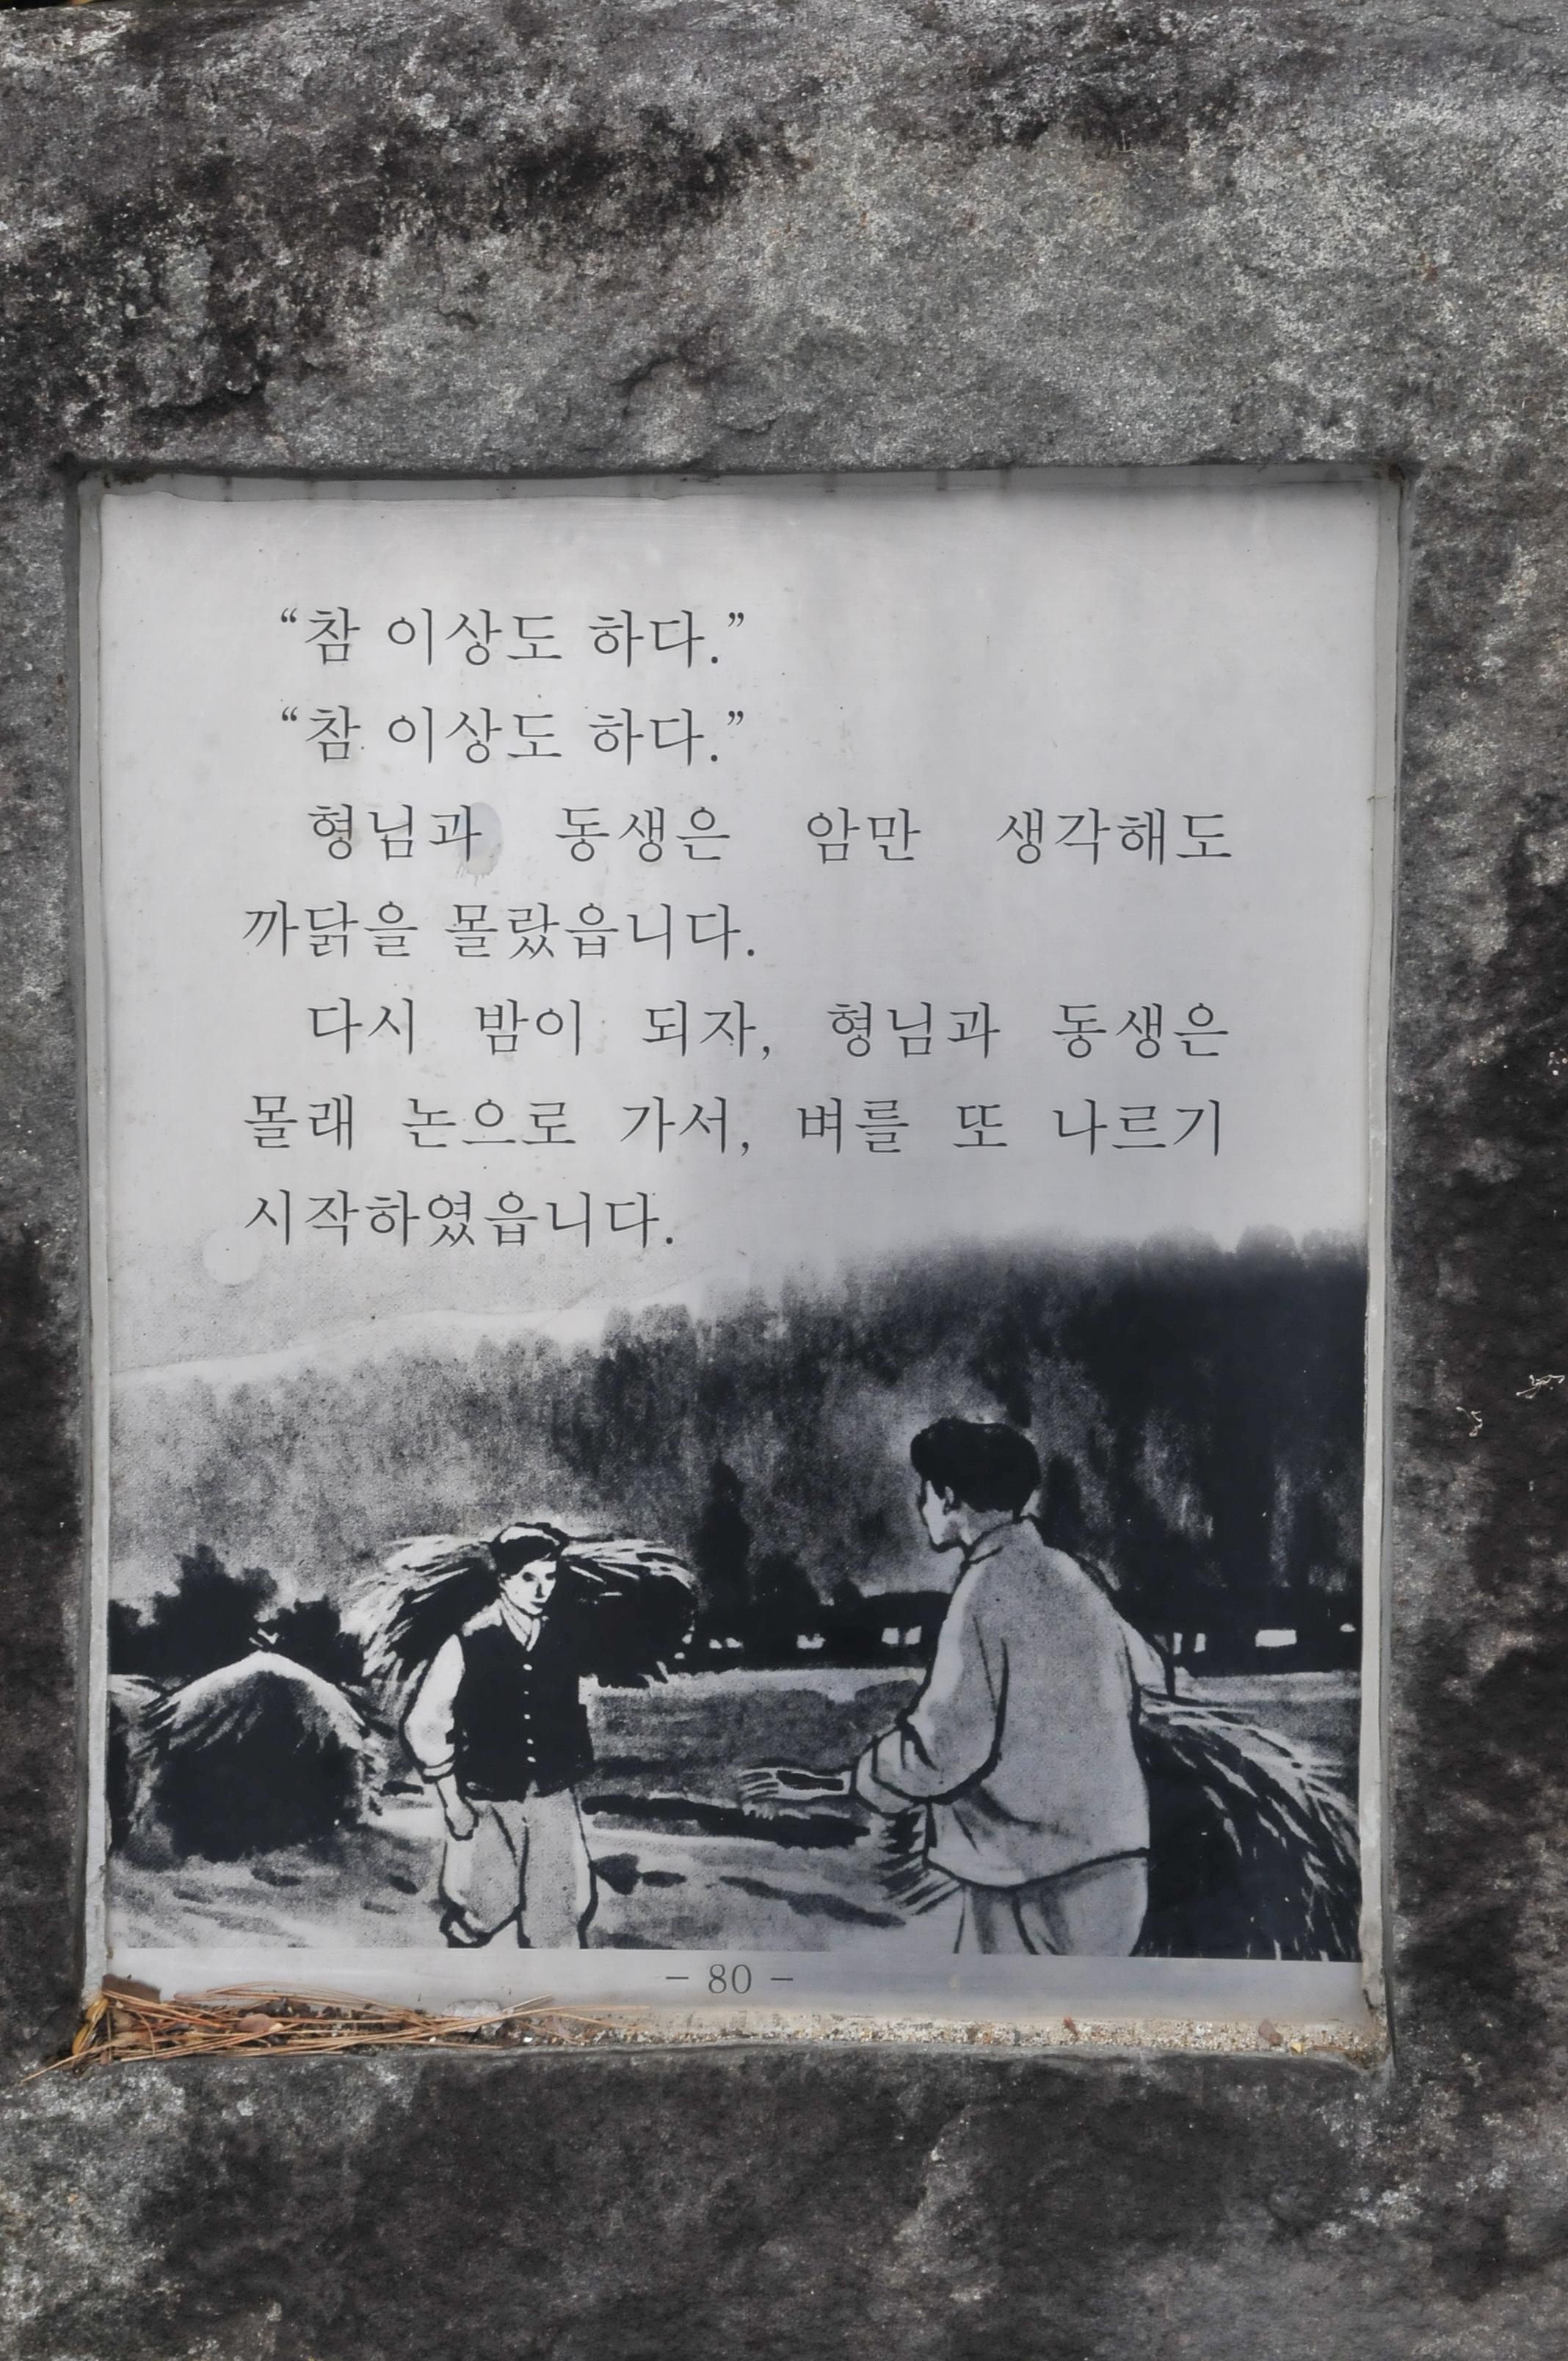 “참 이상도 하다.”
“참 이상도 하다.”
형님과 동생은 암만 생각해도
까닭을 몰랐읍니다.
다시 밤이 되자, 형님과 동생은
몰래 논으로 가서, 벼를 또 나르기
시작하였읍니다.
– 80 –